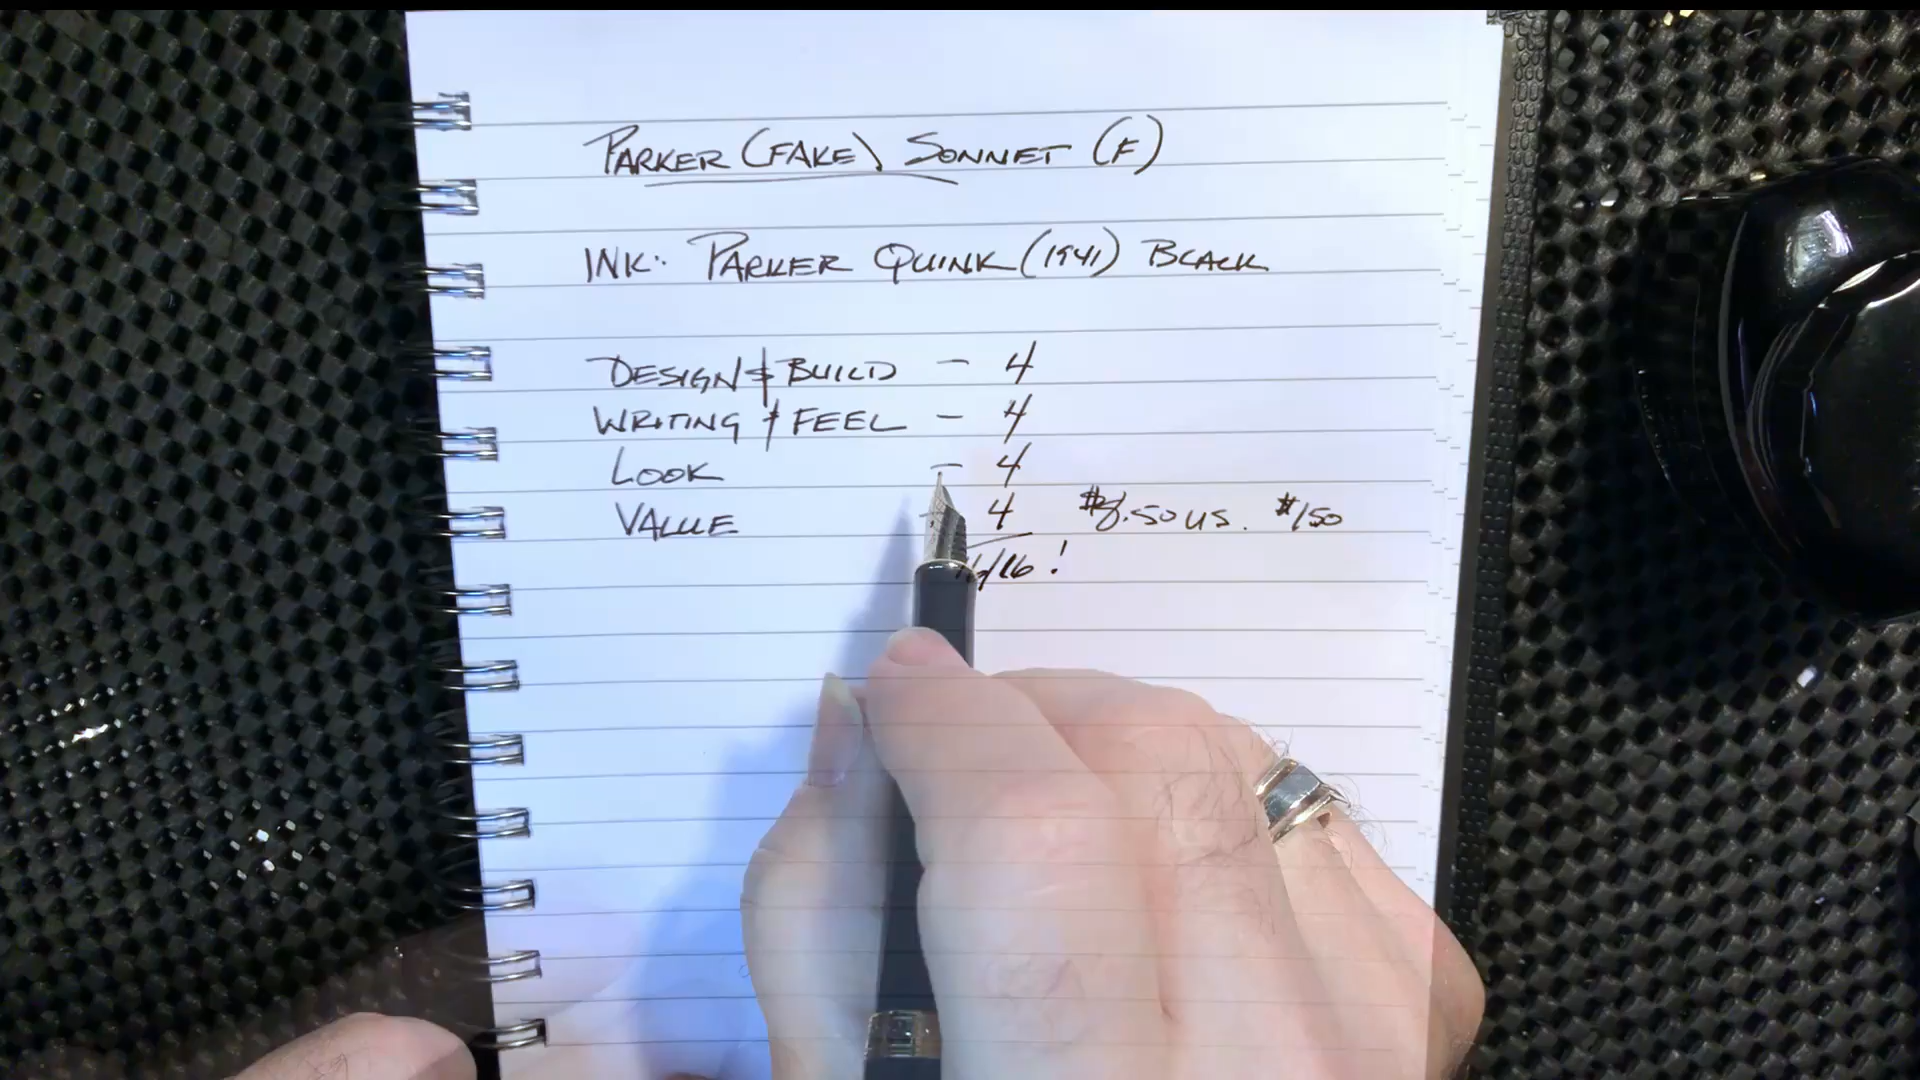 PARKER (FAKE) SONNET (F)
INK: PARKER QUINK (1941) BLACK
DESIGN & BUILD - 4
WRITING & FEEL - 4
LOOK - 4
VALUE - 4 $8.50 US. $150
16/16!